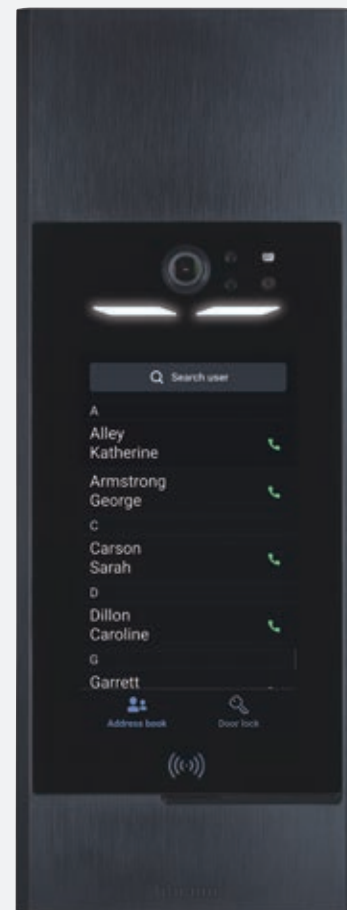 Search user
A
Alley
Katherine
Armstrong
George
C
Carson
Sarah
D
Dillon
Caroline
G
Garrett
Address book
Door lock